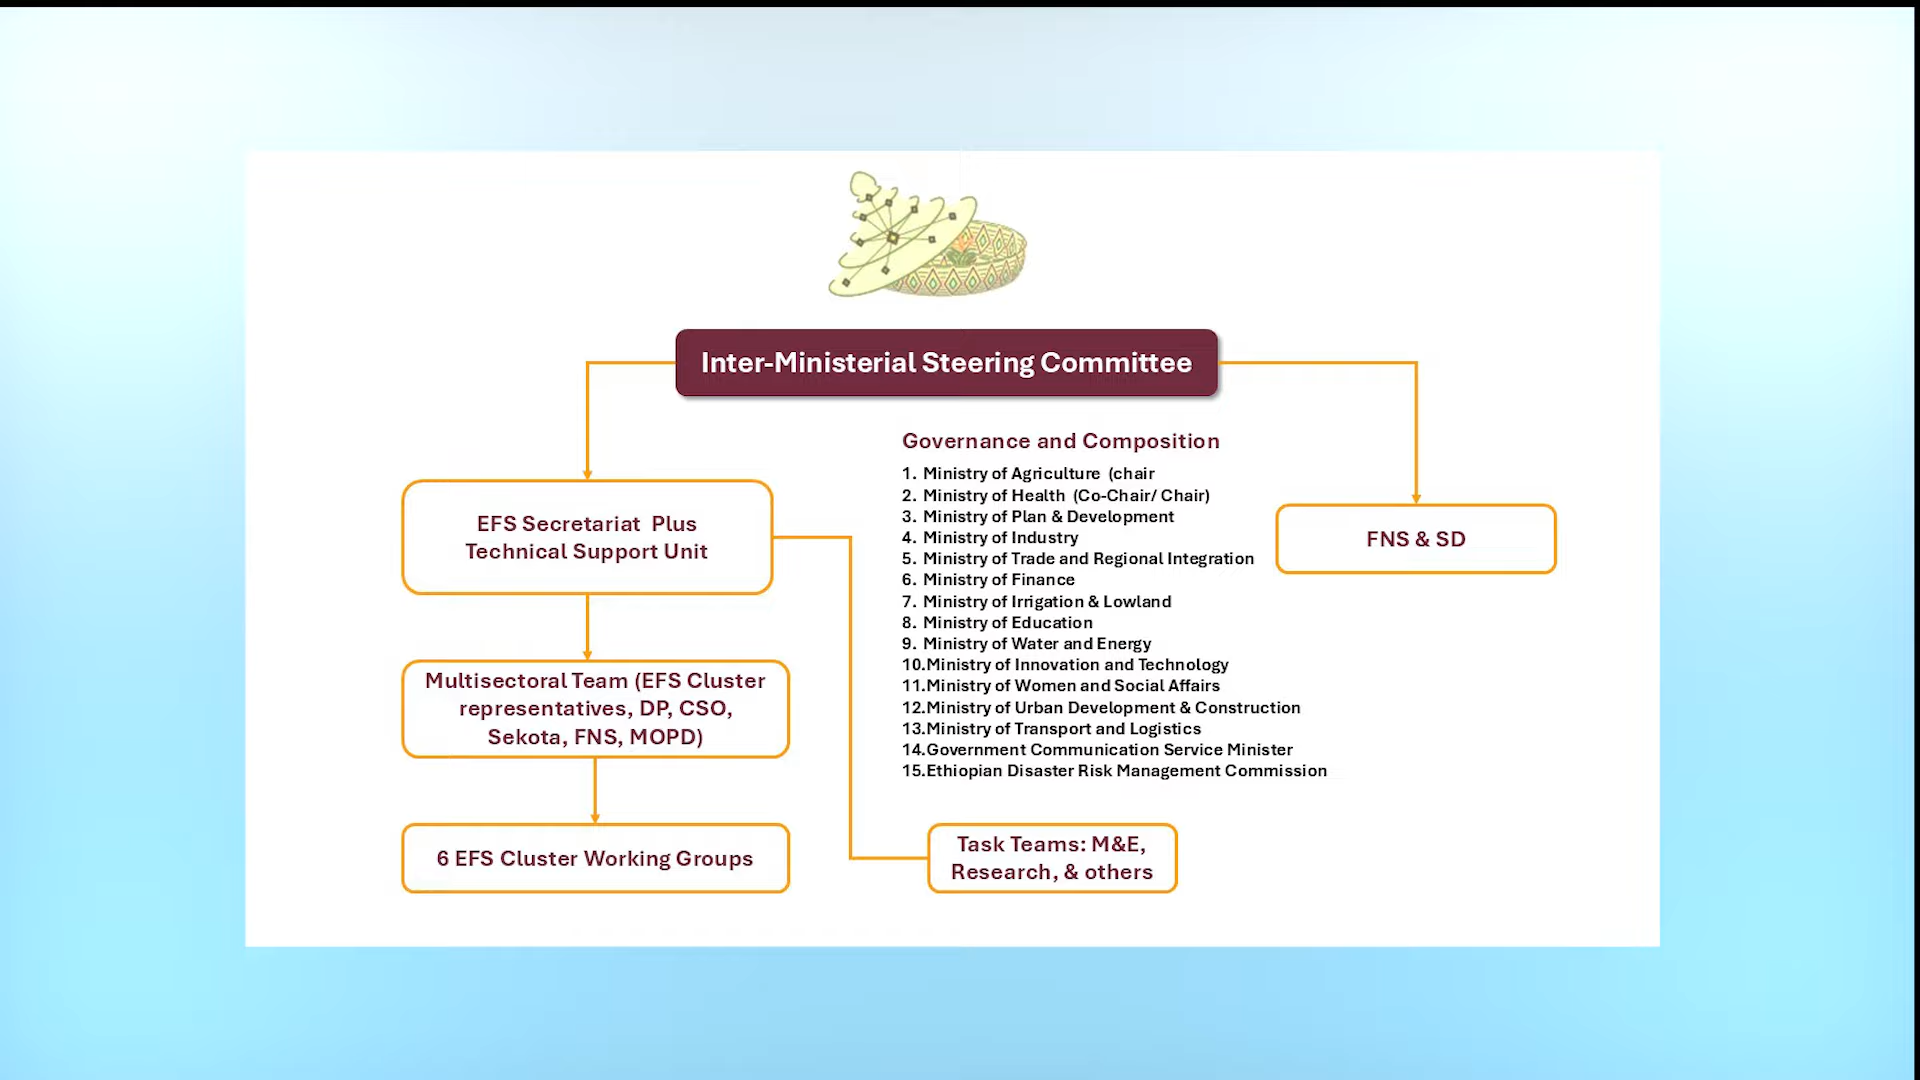 Inter-Ministerial Steering Committee
Governance and Composition
1. Ministry of Agriculture (chair
2. Ministry of Health (Co-Chair/ Chair)
3. Ministry of Plan & Development
4. Ministry of Industry
5. Ministry of Trade and Regional Integration
6. Ministry of Finance
7. Ministry of Irrigation & Lowland
8. Ministry of Education
9. Ministry of Water and Energy
10.Ministry of Innovation and Technology
11.Ministry of Women and Social Affairs
12.Ministry of Urban Development & Construction
13.Ministry of Transport and Logistics
14.Government Communication Service Minister
15.Ethiopian Disaster Risk Management Commission
EFS Secretariat Plus
Technical Support Unit
FNS & SD
Multisectoral Team (EFS Cluster
representatives, DP, CSO,
Sekota, FNS, MOPD)
6 EFS Cluster Working Groups
Task Teams: M&E,
Research, & others